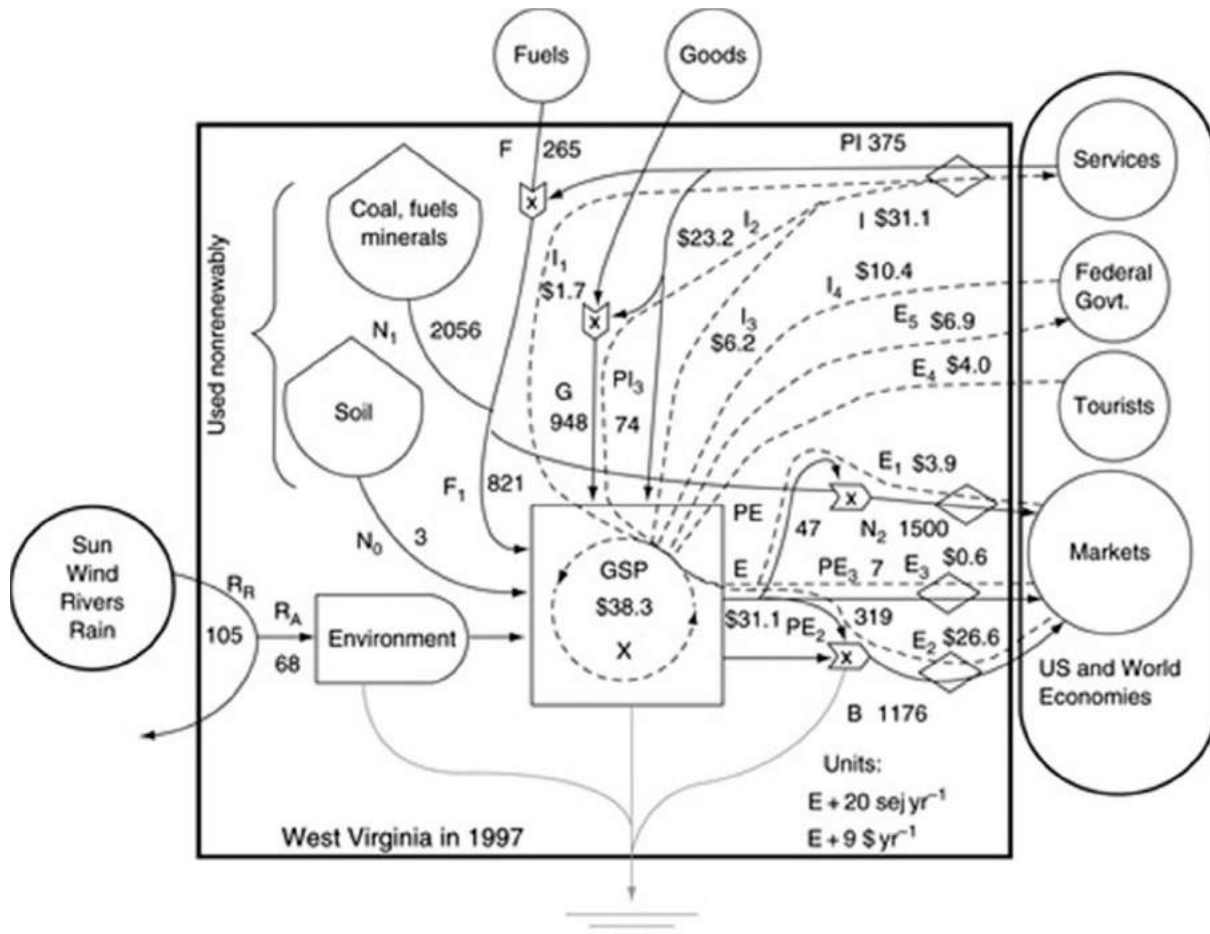 Fuels
Goods
F 265
PI 375
Services
Coal, fuels
minerals
Used nonrenewably
I₂
$23.2
I $31.1
I₁
$1.7
I₄
$10.4
Federal
Govt.
N₁ 2056
I₃
$6.2
E₅ $6.9
E₄ $4.0
Tourists
Soil
G
948
PI₃
74
E₁ $3.9
F₁ 821
PE
47
N₂ 1500
Markets
N₀ 3
Sun
Wind
Rivers
Rain
R_R
105
R_A
68
Environment
GSP
$38.3
X
E
$31.1
PE₃ 7
E₃ $0.6
PE₂
319
E₂ $26.6
X
X
X
X
US and World
Economies
B 1176
Units:
E + 20 sej yr⁻¹
E + 9 $ yr⁻¹
West Virginia in 1997